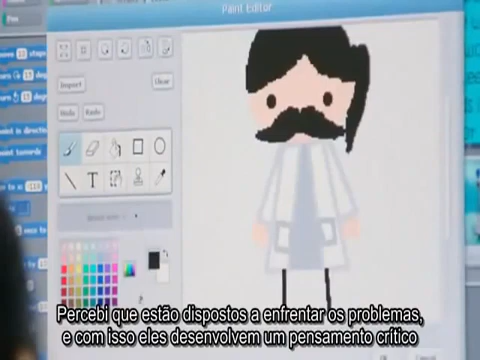 Paint Editor
Import
Clear
Undo
Redo
T
Percebi que estão dispostos a enfrentar os problemas,
e com isso eles desenvolvem um pensamento crítico